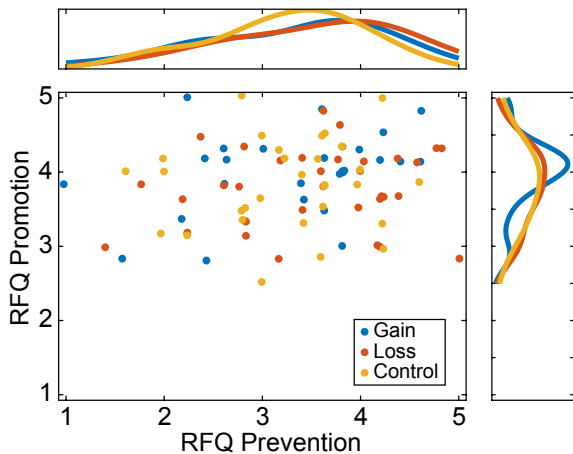 5
4
3
2
1
RFQ Promotion
Gain
Loss
Control
1 2 3 4 5
RFQ Prevention